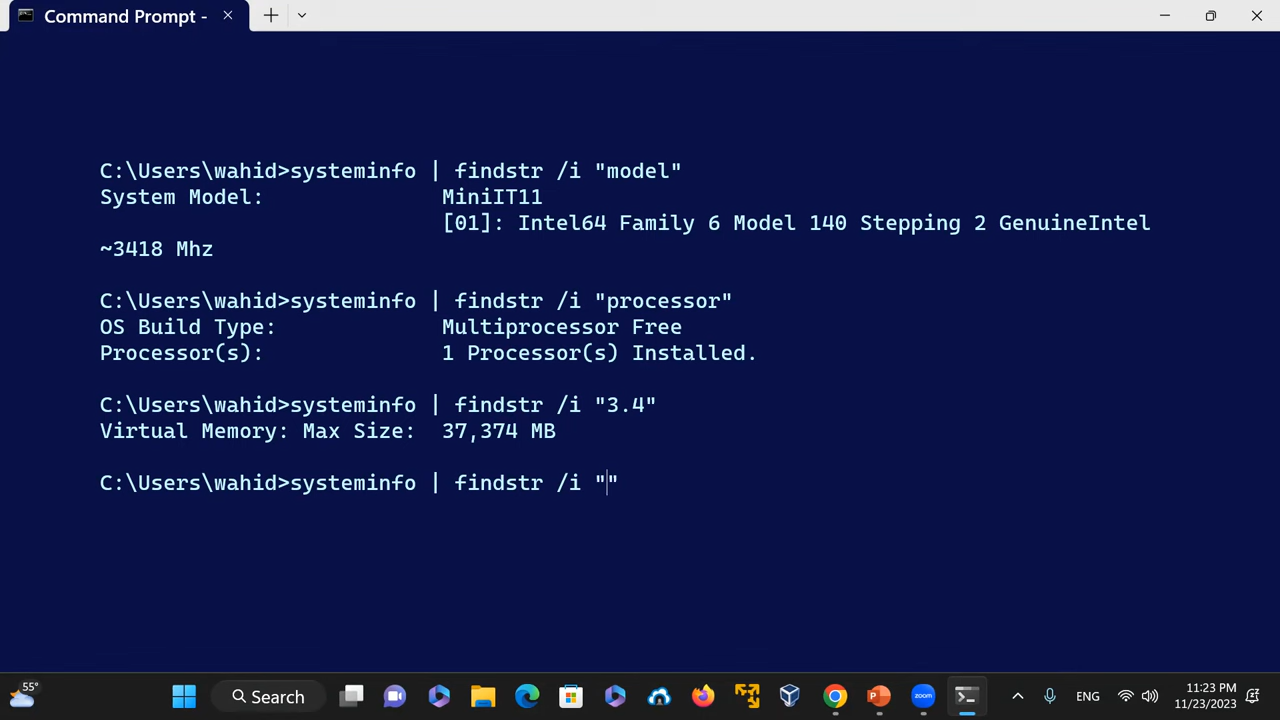 Command Prompt -
C:\Users\wahid>systeminfo | findstr /i "model"
System Model: MiniIT11
[01]: Intel64 Family 6 Model 140 Stepping 2 GenuineIntel
~3418 Mhz
C:\Users\wahid>systeminfo | findstr /i "processor"
OS Build Type: Multiprocessor Free
Processor(s): 1 Processor(s) Installed.
C:\Users\wahid>systeminfo | findstr /i "3.4"
Virtual Memory: Max Size: 37,374 MB
C:\Users\wahid>systeminfo | findstr /i ""
55°
Search
zoom
ENG
11:23 PM
11/23/2023